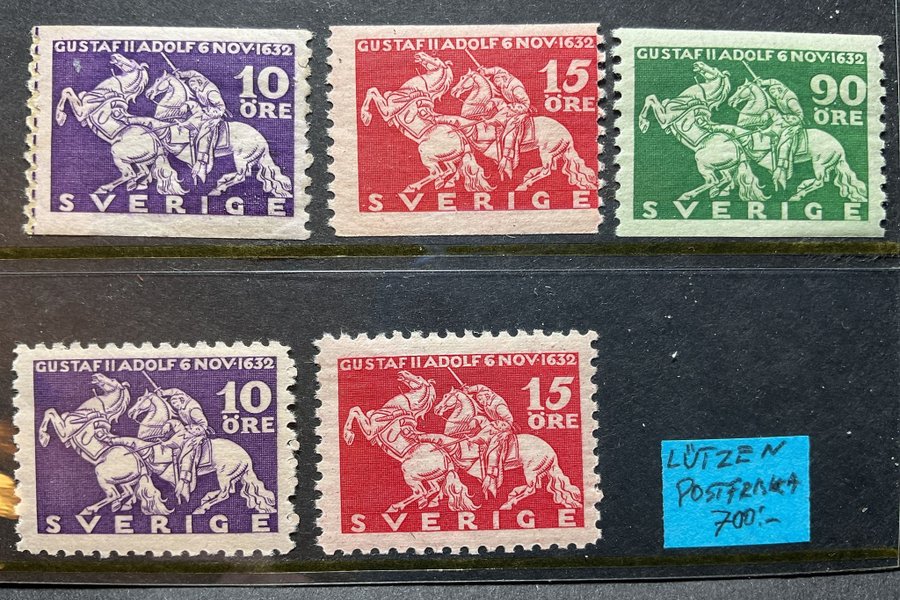 GUSTAF II ADOLF 6 NOV·1632
10
ÖRE
SVERIGE
GUSTAF II ADOLF 6 NOV·1632
15
ÖRE
SVERIGE
GUSTAF II ADOLF 6 NOV·1632
90
ÖRE
SVERIGE
GUSTAF II ADOLF 6 NOV·1632
10
ÖRE
SVERIGE
GUSTAF II ADOLF 6 NOV·1632
15
ÖRE
SVERIGE
LÜTZEN
POSTFRISKA
700:-